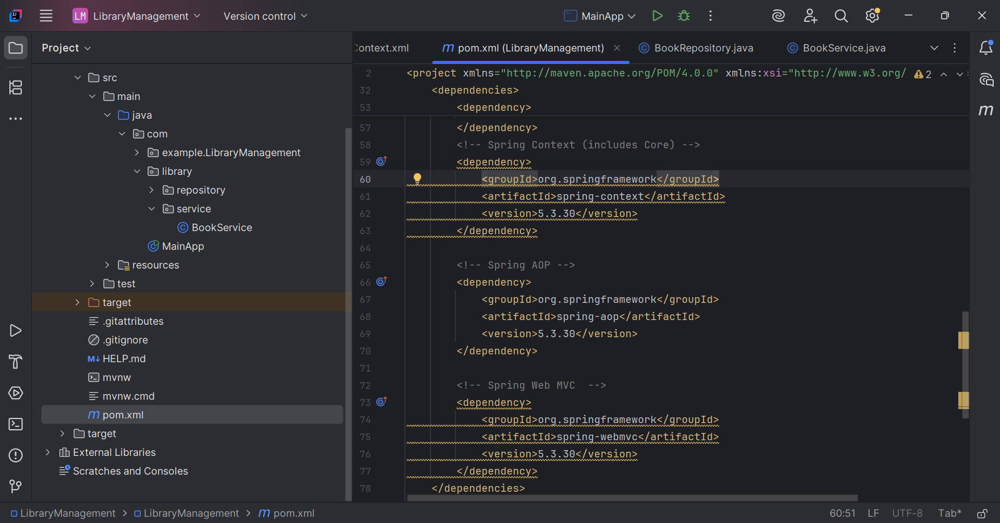 LM LibraryManagement
Version control
MainApp
Project
Context.xml
m pom.xml (LibraryManagement)
BookRepository.java
BookService.java
src
main
java
com
example.LibraryManagement
library
repository
service
BookService
MainApp
resources
test
target
.gitattributes
.gitignore
M↓ HELP.md
mvnw
mvnw.cmd
m pom.xml
target
External Libraries
Scratches and Consoles
2 <project xmlns="http://maven.apache.org/POM/4.0.0" xmlns:xsi="http://www.w3.org/
2
32 <dependencies>
53 <dependency>
57 </dependency>
58 <!-- Spring Context (includes Core) -->
59 <dependency>
60 <groupId>org.springframework</groupId>
61 <artifactId>spring-context</artifactId>
62 <version>5.3.30</version>
63 </dependency>
64
65 <!-- Spring AOP -->
66 <dependency>
67 <groupId>org.springframework</groupId>
68 <artifactId>spring-aop</artifactId>
69 <version>5.3.30</version>
70 </dependency>
71
72 <!-- Spring Web MVC  -->
73 <dependency>
74 <groupId>org.springframework</groupId>
75 <artifactId>spring-webmvc</artifactId>
76 <version>5.3.30</version>
77 </dependency>
78 </dependencies>
m
LibraryManagement > LibraryManagement > m pom.xml
60:51 LF UTF-8 Tab*